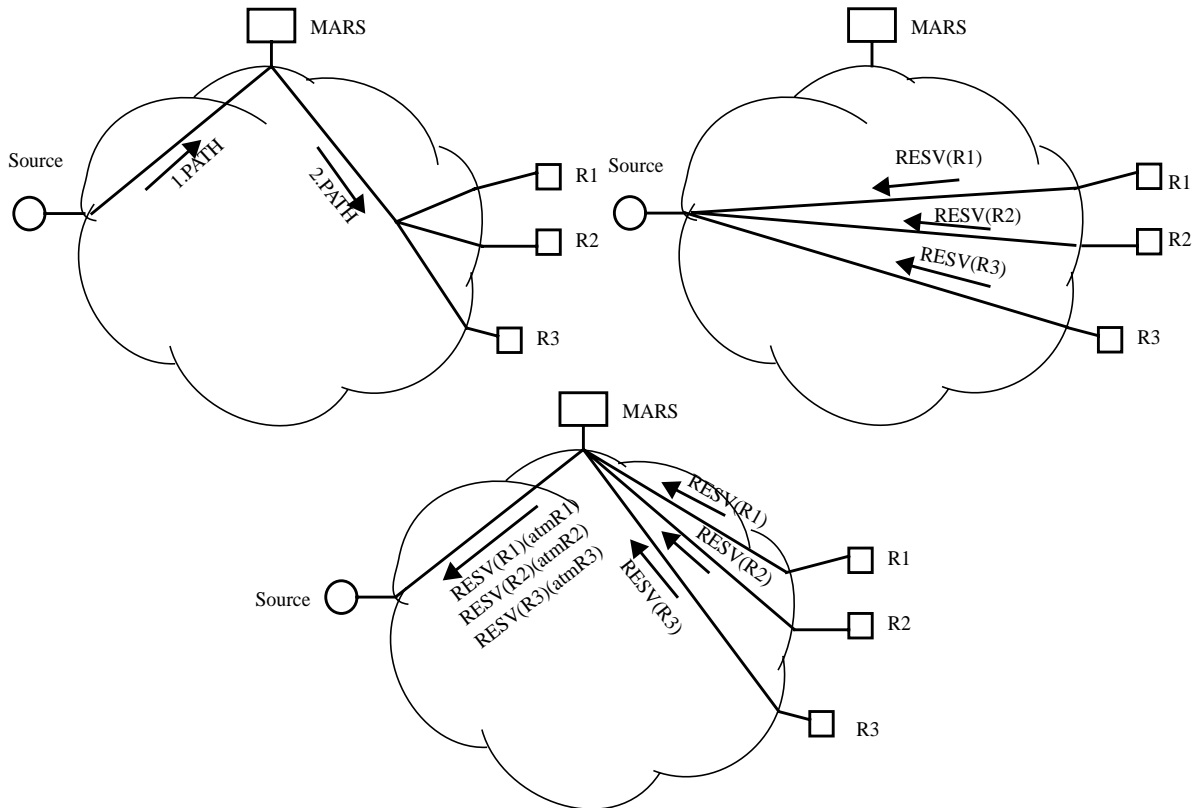 MARS
Source
1.PATH
2.PATH
R1
R2
R3
MARS
Source
RESV(R1)
RESV(R2)
RESV(R3)
R1
R2
R3
MARS
Source
RESV(R1)(atmR1)
RESV(R2)(atmR2)
RESV(R3)(atmR3)
RESV(R1)
RESV(R2)
RESV(R3)
R1
R2
R3